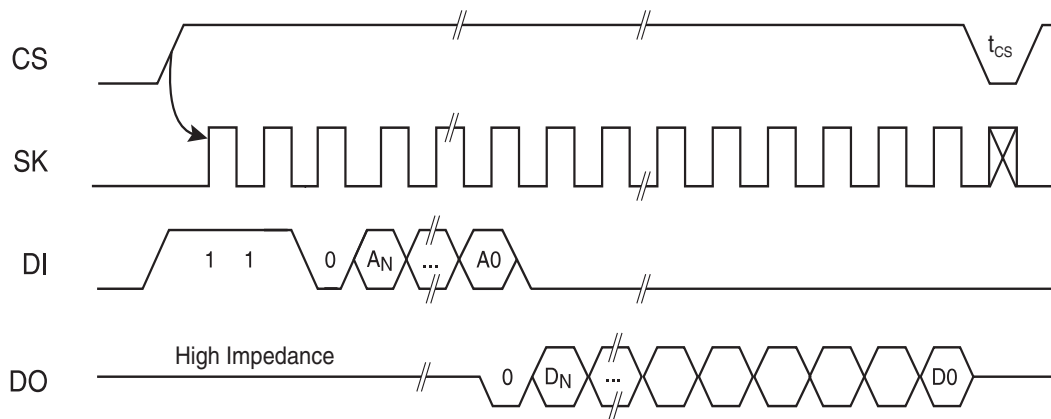 CS
t_CS
SK
DI
1 1 0 A_N ... A0
High Impedance
DO
0 D_N ... D0